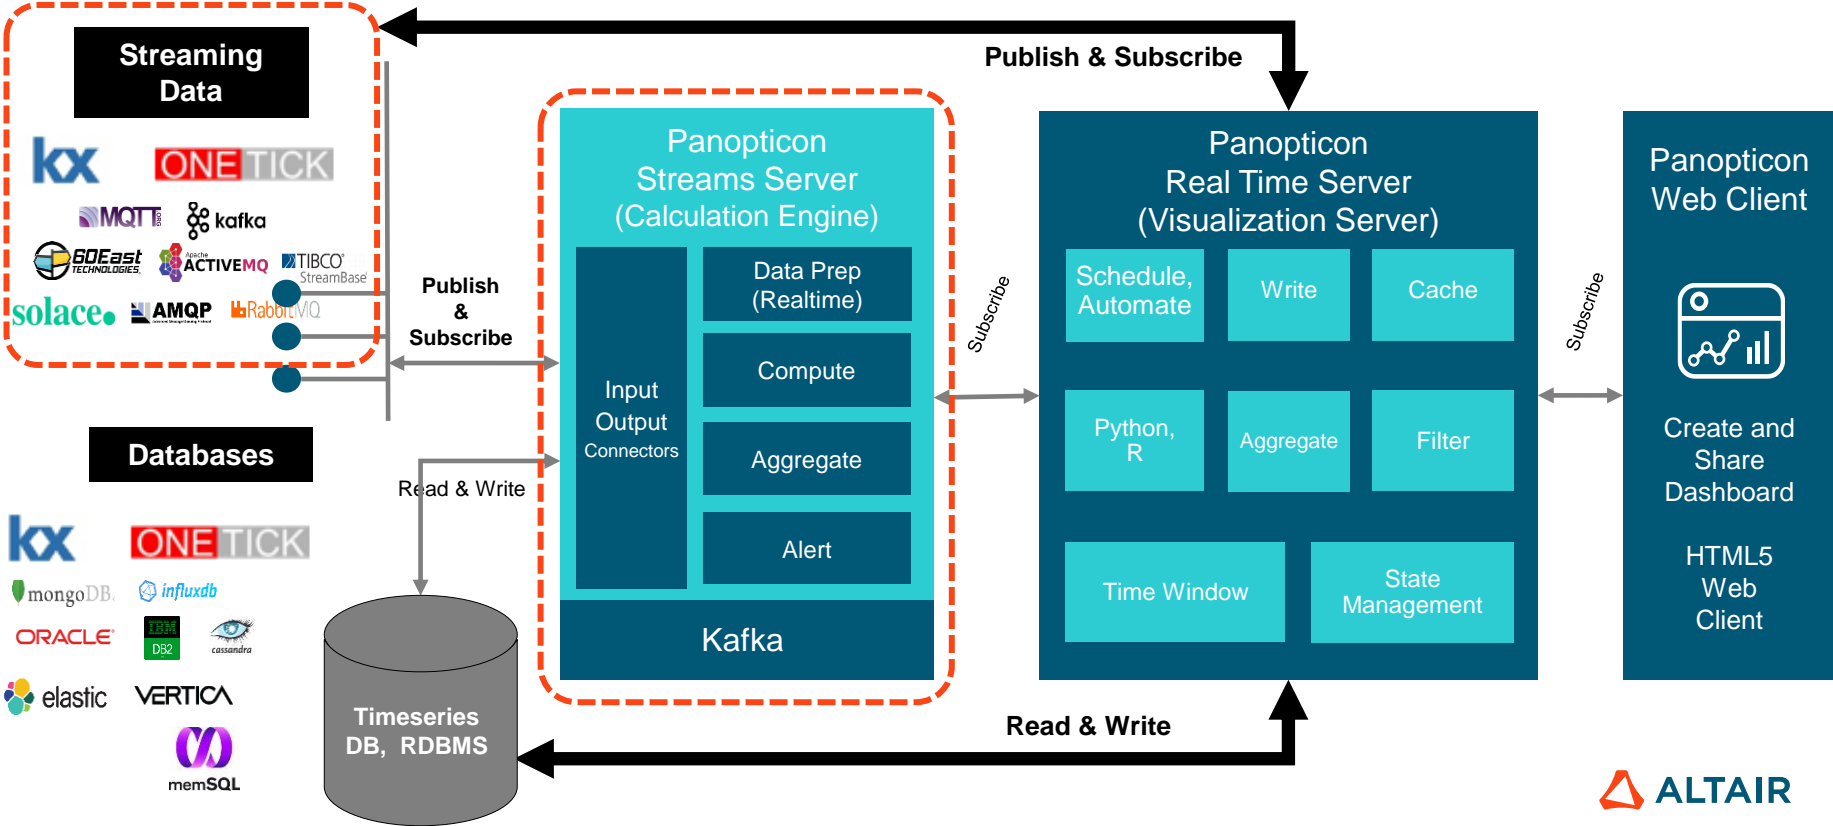 Streaming
Data
kx
ONETICK
MQTT.ORG
kafka
60East
TECHNOLOGIES
Apache
ACTIVEMQ
TIBCO
StreamBase
solace
AMQP
RabbitMQ
Databases
kx
ONETICK
mongoDB
influxdb
ORACLE
IBM
DB2
cassandra
elastic
VERTICA
memSQL
Publish
&
Subscribe
Read & Write
Timeseries
DB, RDBMS
Publish & Subscribe
Panopticon
Streams Server
(Calculation Engine)
Input
Output
Connectors
Data Prep
(Realtime)
Compute
Aggregate
Alert
Kafka
Subscribe
Panopticon
Real Time Server
(Visualization Server)
Schedule,
Automate
Write
Cache
Python,
R
Aggregate
Filter
Time Window
State
Management
Read & Write
Subscribe
Panopticon
Web Client
Create and
Share
Dashboard
HTML5
Web
Client
ALTAIR